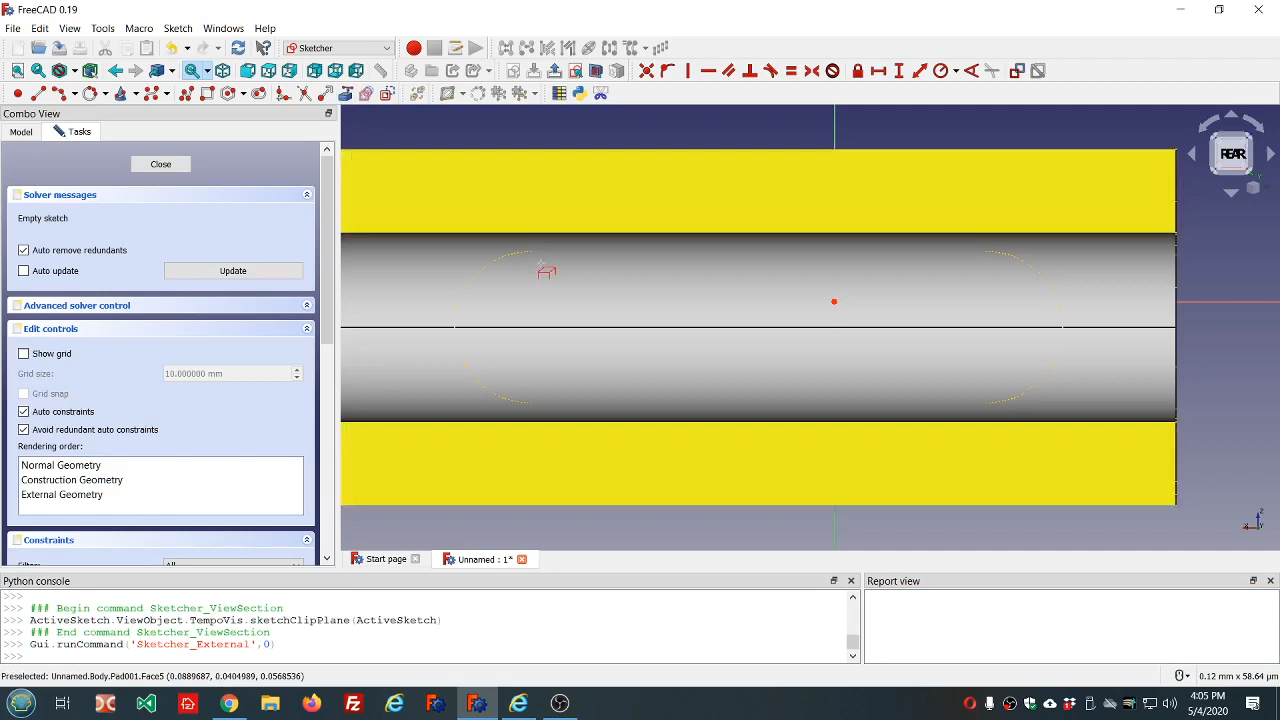 FreeCAD 0.19
File Edit View Tools Macro Sketch Windows Help
Sketcher
Combo View
Model Tasks
Close
Solver messages
Empty sketch
Auto remove redundants
Auto update Update
Advanced solver control
Edit controls
Show grid
Grid size: 10.000000 mm
Grid snap
Auto constraints
Avoid redundant auto constraints
Rendering order:
Normal Geometry
Construction Geometry
External Geometry
Constraints
REAR
Start page Unnamed : 1*
Python console
Report view
>>>
>>> ### Begin command Sketcher_ViewSection
>>> ActiveSketch.ViewObject.TempoVis.sketchClipPlane(ActiveSketch)
>>> ### End command Sketcher_ViewSection
>>> Gui.runCommand('Sketcher_External',0)
>>>
Preselected: Unnamed.Body.Pad001.Face5 (0.0889687, 0.0404989, 0.0568536)
0.12 mm x 58.64 µm
4:05 PM
5/4/2020